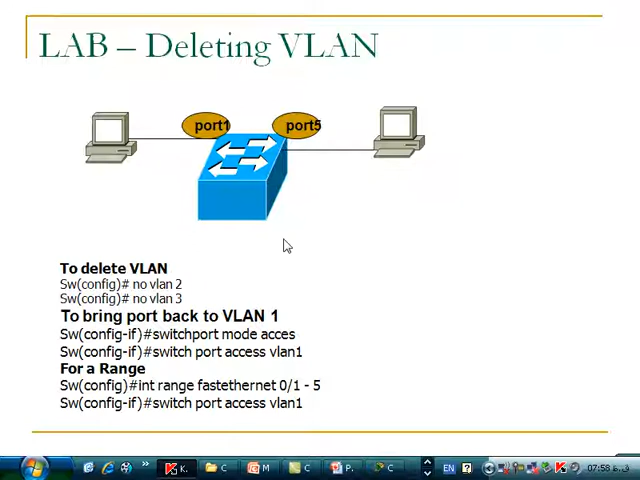 LAB – Deleting VLAN
port1
port5
To delete VLAN
Sw(config)# no vlan 2
Sw(config)# no vlan 3
To bring port back to VLAN 1
Sw(config-if)#switchport mode acces
Sw(config-if)#switch port access vlan1
For a Range
Sw(config)#int range fastethernet 0/1 - 5
Sw(config-if)#switch port access vlan1
K.
C
M
C
P.
C
EN
07:58